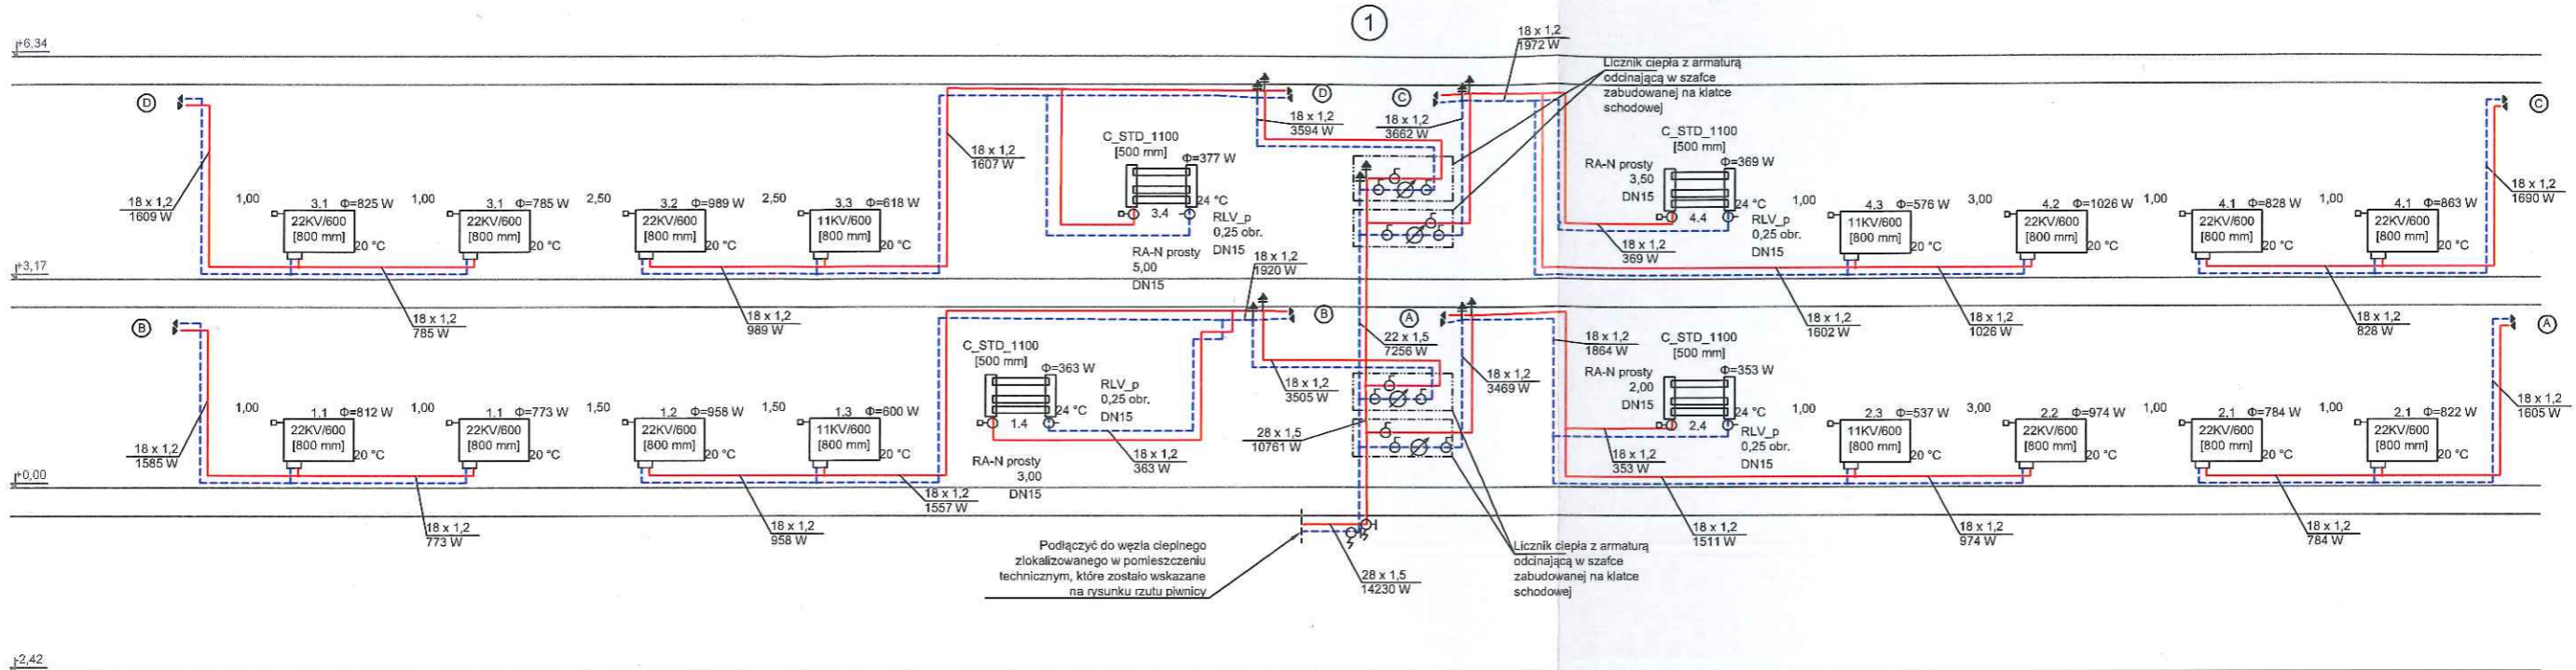 1
+6,34
18 x 1,2
1972 W
Licznik ciepła z armaturą
odcinającą w szafce
zabudowanej na klatce
schodowej
D
D
C
C
18 x 1,2
3594 W
18 x 1,2
3662 W
18 x 1,2
1607 W
C_STD_1100
[500 mm]
Φ=377 W
24 °C
3.4
RLV_p
0,25 obr.
DN15
RA-N prosty
5,00
DN15
C_STD_1100
[500 mm]
Φ=369 W
RA-N prosty
3,50
DN15
24 °C
4.4
RLV_p
0,25 obr.
DN15
18 x 1,2
369 W
18 x 1,2
1609 W
1,00
3.1 Φ=825 W
22KV/600
[800 mm]
20 °C
1,00
3.1 Φ=785 W
22KV/600
[800 mm]
20 °C
2,50
3.2 Φ=989 W
22KV/600
[800 mm]
20 °C
2,50
3.3 Φ=618 W
11KV/600
[800 mm]
20 °C
1,00
4.3 Φ=576 W
11KV/600
[800 mm]
20 °C
3,00
4.2 Φ=1026 W
22KV/600
[800 mm]
20 °C
1,00
4.1 Φ=828 W
22KV/600
[800 mm]
20 °C
1,00
4.1 Φ=863 W
22KV/600
[800 mm]
20 °C
18 x 1,2
1690 W
+3,17
18 x 1,2
785 W
18 x 1,2
989 W
18 x 1,2
1920 W
18 x 1,2
1602 W
18 x 1,2
1026 W
18 x 1,2
828 W
B
B
A
A
22 x 1,5
7256 W
18 x 1,2
1864 W
18 x 1,2
3505 W
18 x 1,2
3469 W
28 x 1,5
10761 W
C_STD_1100
[500 mm]
Φ=363 W
24 °C
1.4
RLV_p
0,25 obr.
DN15
RA-N prosty
3,00
DN15
18 x 1,2
363 W
C_STD_1100
[500 mm]
Φ=353 W
RA-N prosty
2,00
DN15
24 °C
2.4
RLV_p
0,25 obr.
DN15
18 x 1,2
353 W
18 x 1,2
1585 W
1,00
1.1 Φ=812 W
22KV/600
[800 mm]
20 °C
1,00
1.1 Φ=773 W
22KV/600
[800 mm]
20 °C
1,50
1.2 Φ=958 W
22KV/600
[800 mm]
20 °C
1,50
1.3 Φ=600 W
11KV/600
[800 mm]
20 °C
1,00
2.3 Φ=537 W
11KV/600
[800 mm]
20 °C
3,00
2.2 Φ=974 W
22KV/600
[800 mm]
20 °C
1,00
2.1 Φ=784 W
22KV/600
[800 mm]
20 °C
1,00
2.1 Φ=822 W
22KV/600
[800 mm]
20 °C
18 x 1,2
1605 W
+0,00
18 x 1,2
773 W
18 x 1,2
958 W
18 x 1,2
1557 W
18 x 1,2
1511 W
18 x 1,2
974 W
18 x 1,2
784 W
Podłączyć do węzła cieplnego
zlokalizowanego w pomieszczeniu
technicznym, które zostało wskazane
na rysunku rzutu piwnicy
28 x 1,5
14230 W
Licznik ciepła z armaturą
odcinającą w szafce
zabudowanej na klatce
schodowej
-2,42